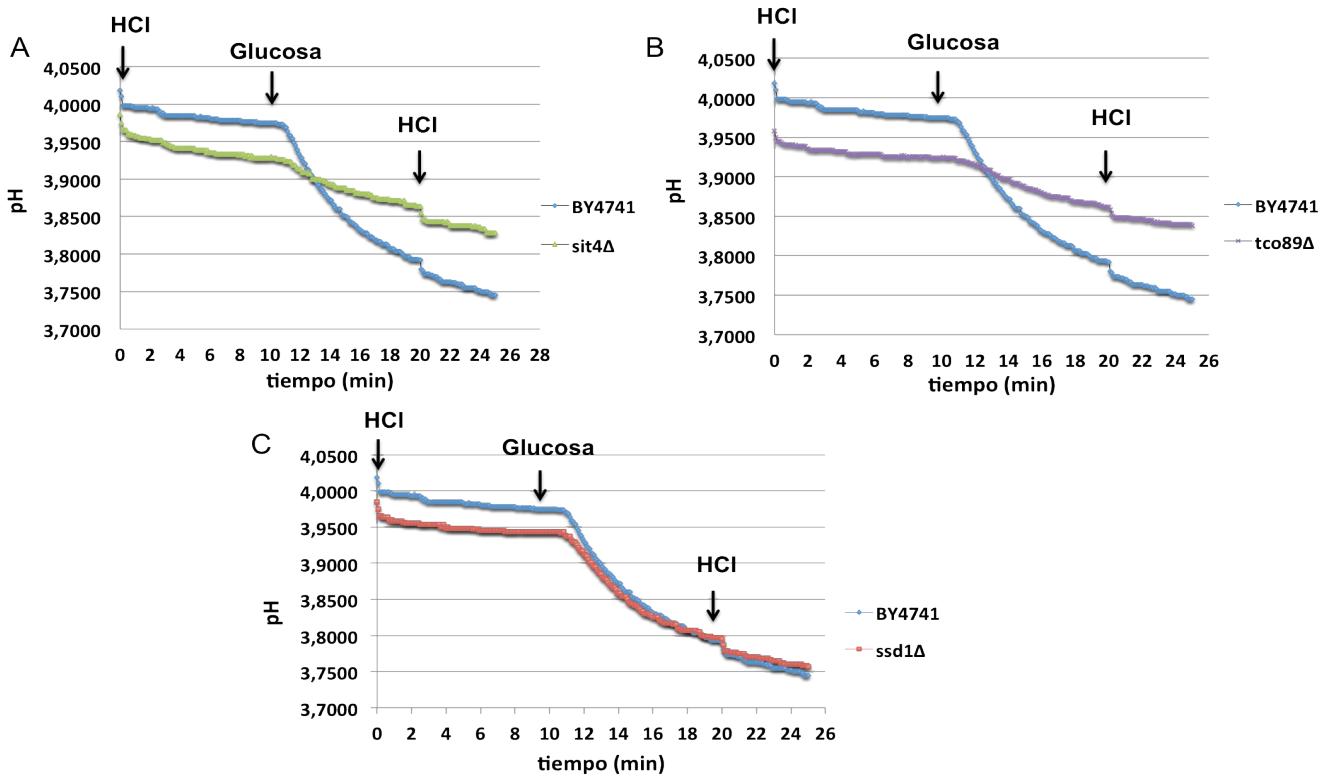 A
HCl
Glucosa
HCl
4,0500
4,0000
3,9500
3,9000
3,8500
3,8000
3,7500
3,7000
pH
0 2 4 6 8 10 12 14 16 18 20 22 24 26 28
tiempo (min)
BY4741
sit4Δ
B
HCl
Glucosa
HCl
4,0500
4,0000
3,9500
3,9000
3,8500
3,8000
3,7500
3,7000
pH
0 2 4 6 8 10 12 14 16 18 20 22 24 26
tiempo (min)
BY4741
tco89Δ
C
HCl
Glucosa
HCl
4,0500
4,0000
3,9500
3,9000
3,8500
3,8000
3,7500
3,7000
pH
0 2 4 6 8 10 12 14 16 18 20 22 24 26
tiempo (min)
BY4741
ssd1Δ